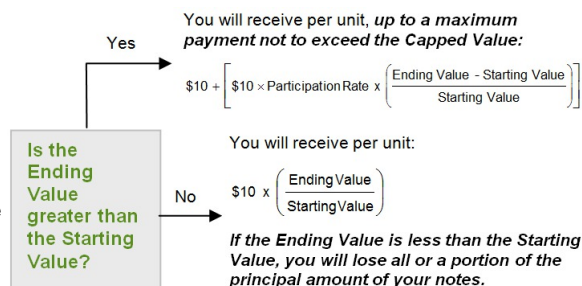 You will receive per unit, up to a maximum
payment not to exceed the Capped Value:
Yes
$10 + [ $10 × Participation Rate x ( Ending Value - Starting Value / Starting Value ) ]
Is the
Ending
Value
greater than
the Starting
Value?
No
You will receive per unit:
$10 x ( Ending Value / Starting Value )
If the Ending Value is less than the Starting
Value, you will lose all or a portion of the
principal amount of your notes.